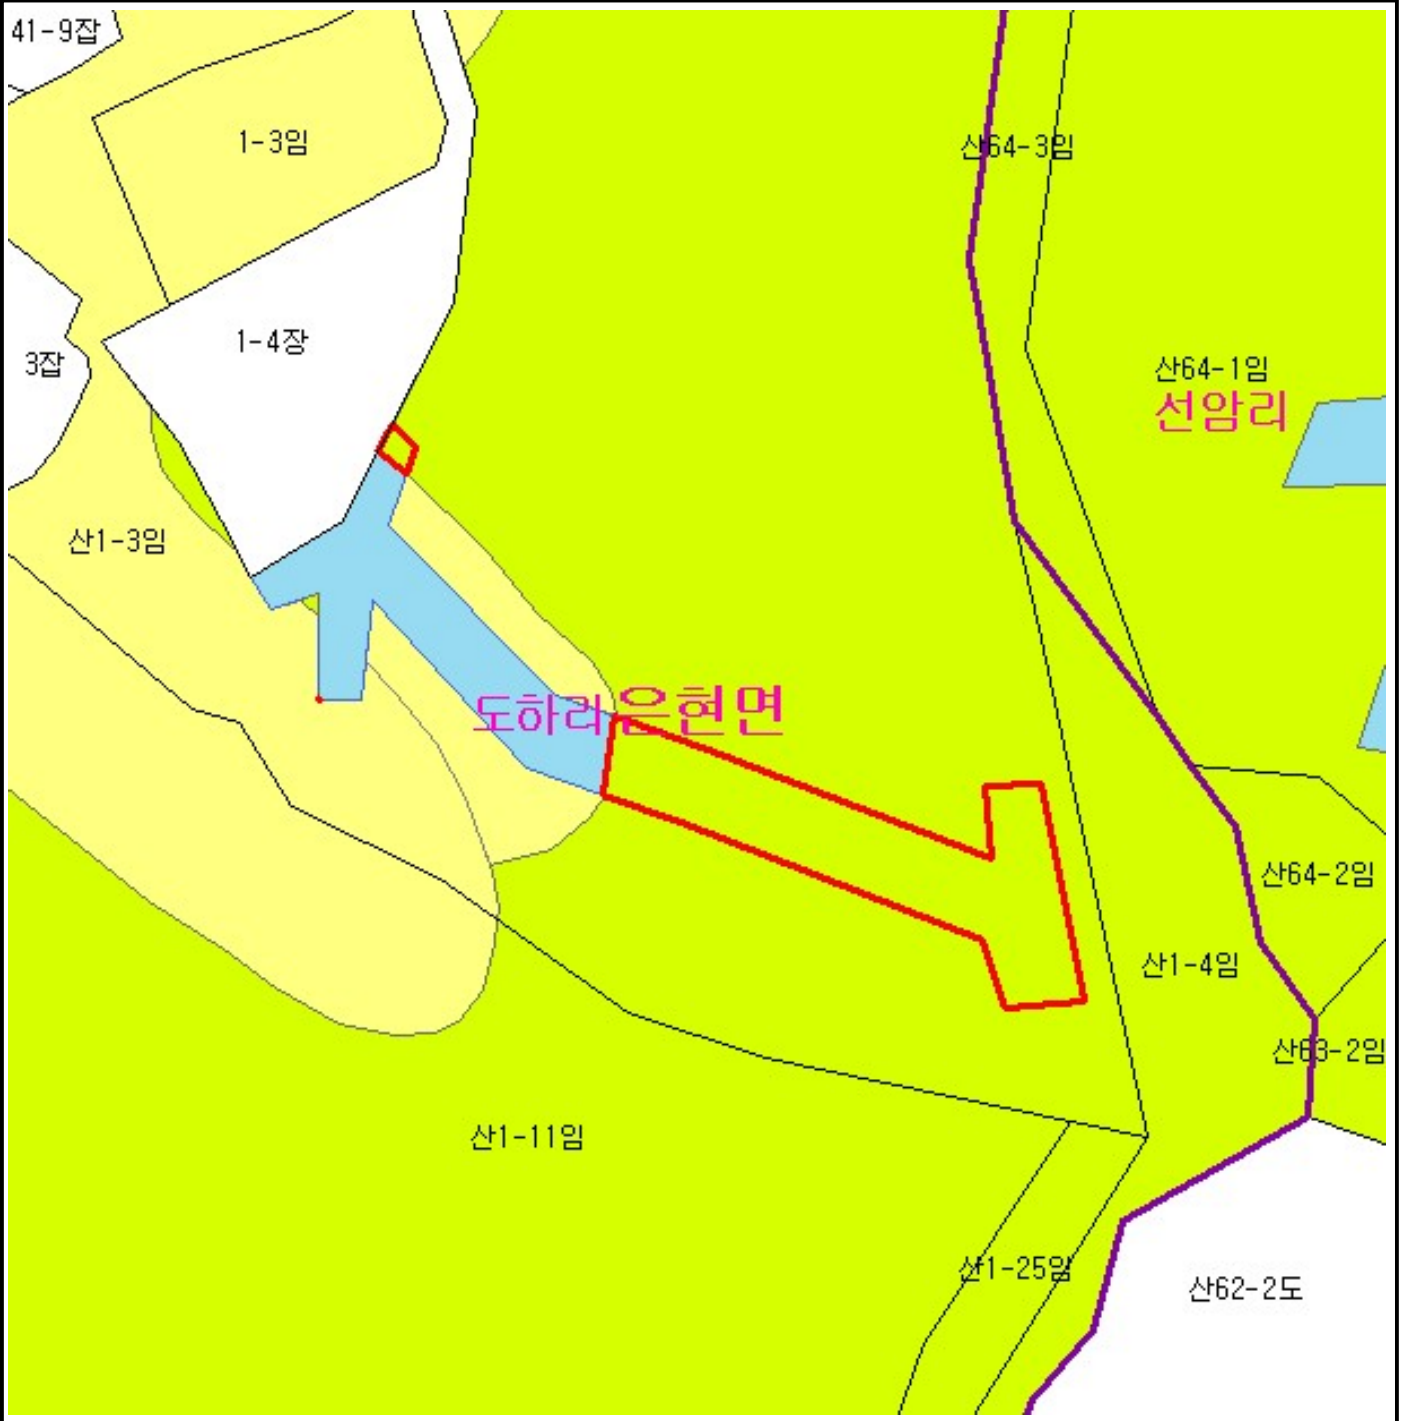 41-9잡
1-3임
산64-3임
1-4장
3잡
산64-1임
선암리
산1-3임
도하리
은현면
산64-2임
산1-4임
산63-2임
산1-11임
산1-25임
산62-2도